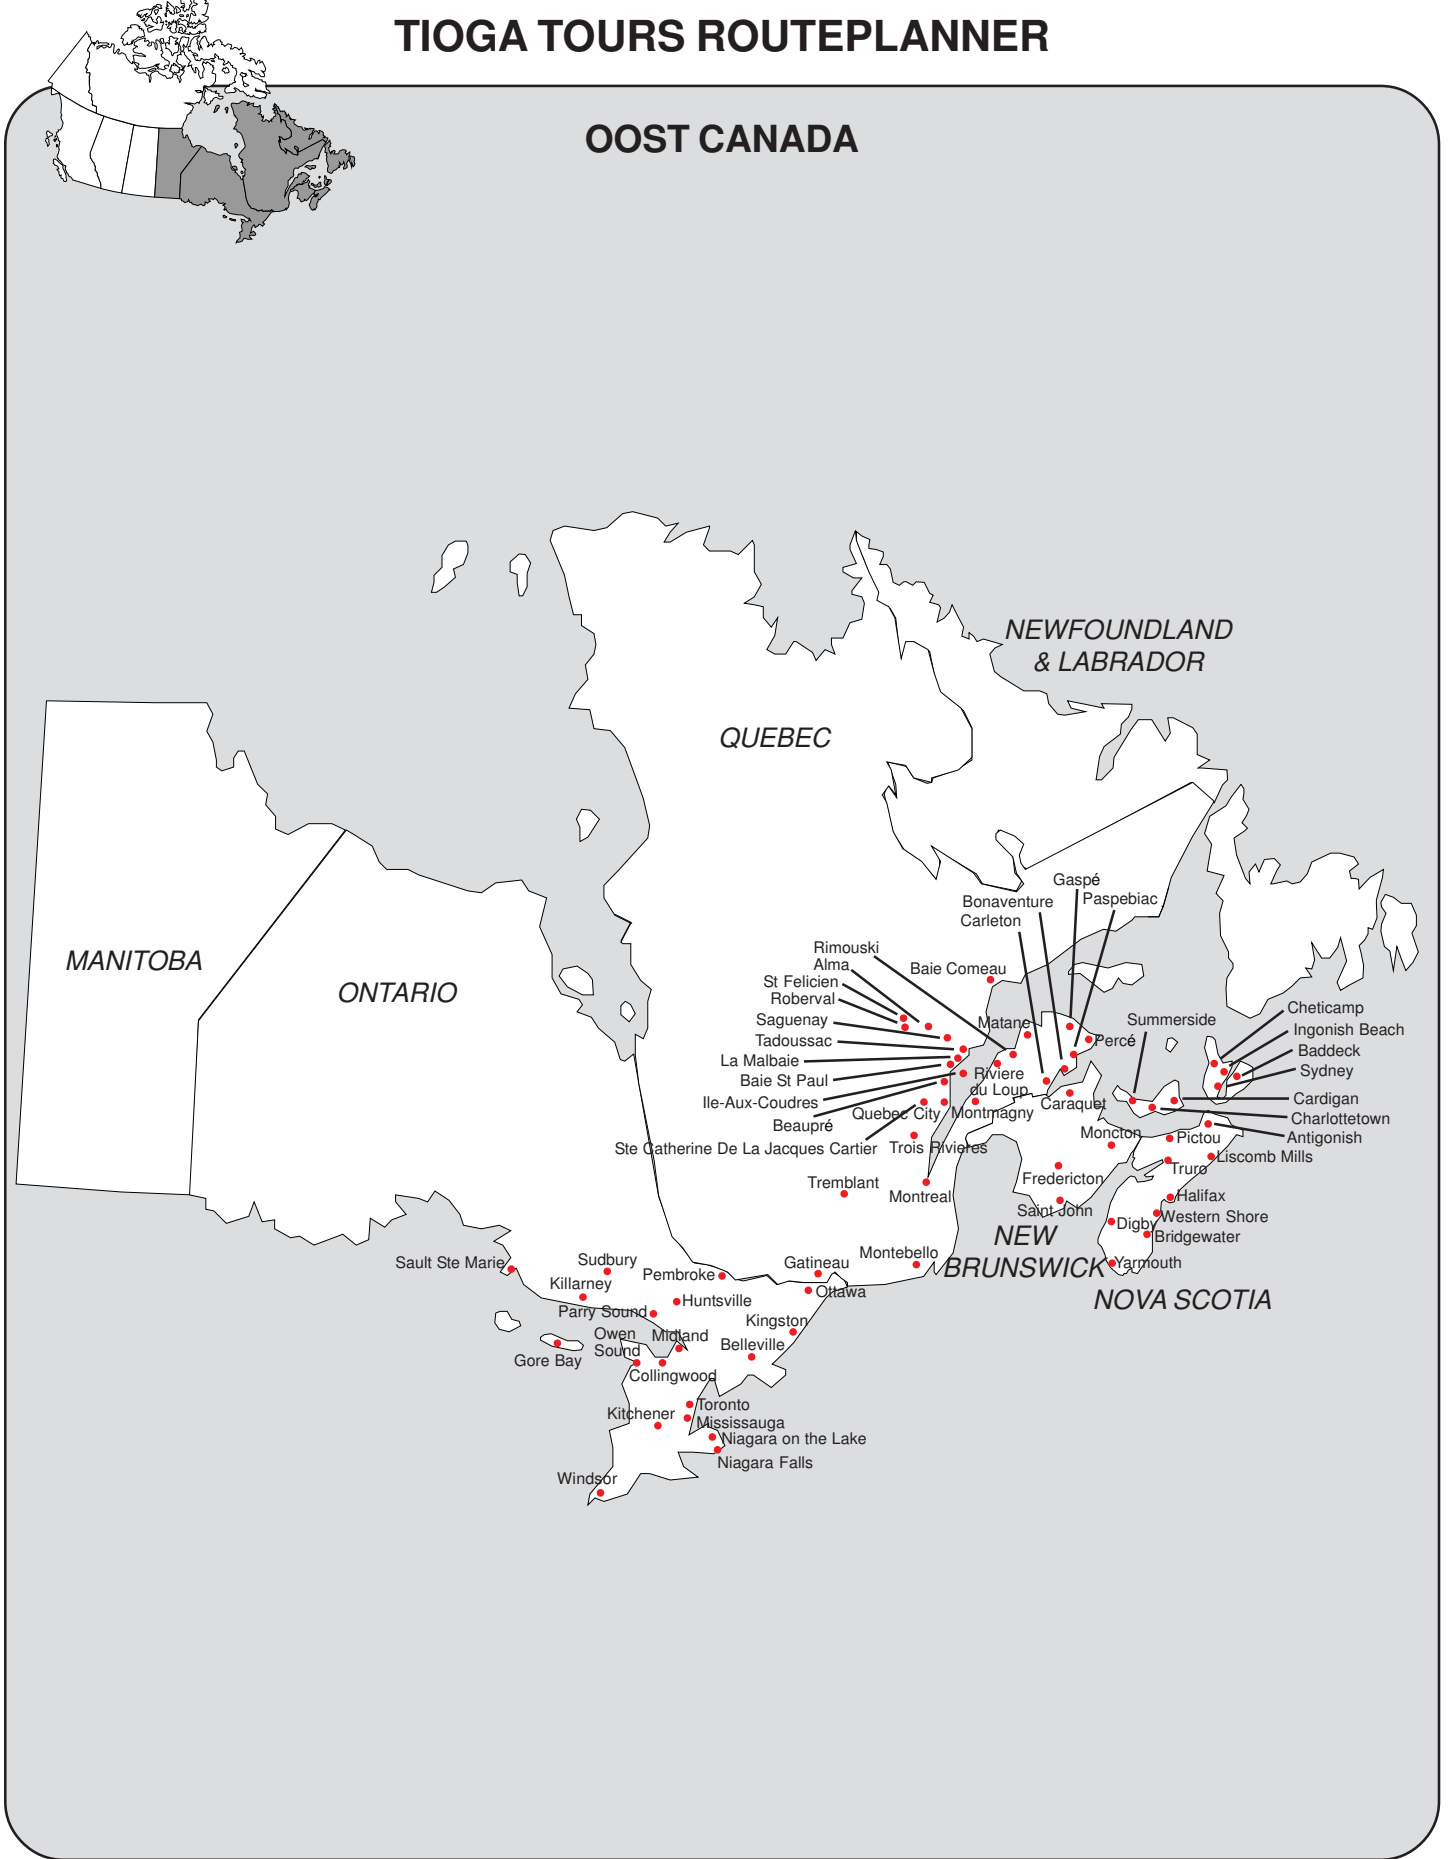 TIOGA TOURS ROUTEPLANNER
OOST CANADA
NEWFOUNDLAND
& LABRADOR
QUEBEC
MANITOBA
ONTARIO
Gaspé
Bonaventure
Paspebiac
Carleton
Rimouski
Alma
Baie Comeau
St Felicien
Roberval
Saguenay
Matane
Summerside
Cheticamp
Ingonish Beach
Tadoussac
Percé
Baddeck
La Malbaie
Sydney
Baie St Paul
Riviere
du Loup
Ile-Aux-Coudres
Caraquet
Cardigan
Quebec City
Montmagny
Charlottetown
Beaupré
Moncton
Pictou
Antigonish
Ste Catherine De La Jacques Cartier
Trois Rivieres
Liscomb Mills
Truro
Tremblant
Fredericton
Montreal
Halifax
Saint John
Western Shore
Digby
NEW
BRUNSWICK
Bridgewater
Montebello
Yarmouth
NOVA SCOTIA
Sault Ste Marie
Sudbury
Pembroke
Gatineau
Killarney
Ottawa
Huntsville
Parry Sound
Kingston
Owen
Sound
Midland
Belleville
Gore Bay
Collingwood
Toronto
Kitchener
Mississauga
Niagara on the Lake
Niagara Falls
Windsor